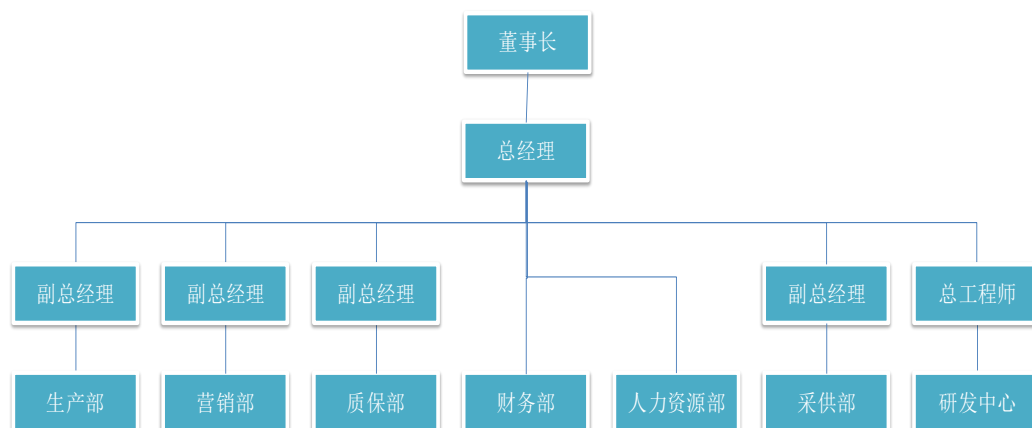 董事长
总经理
副总经理
副总经理
副总经理
副总经理
总工程师
生产部
营销部
质保部
财务部
人力资源部
采供部
研发中心